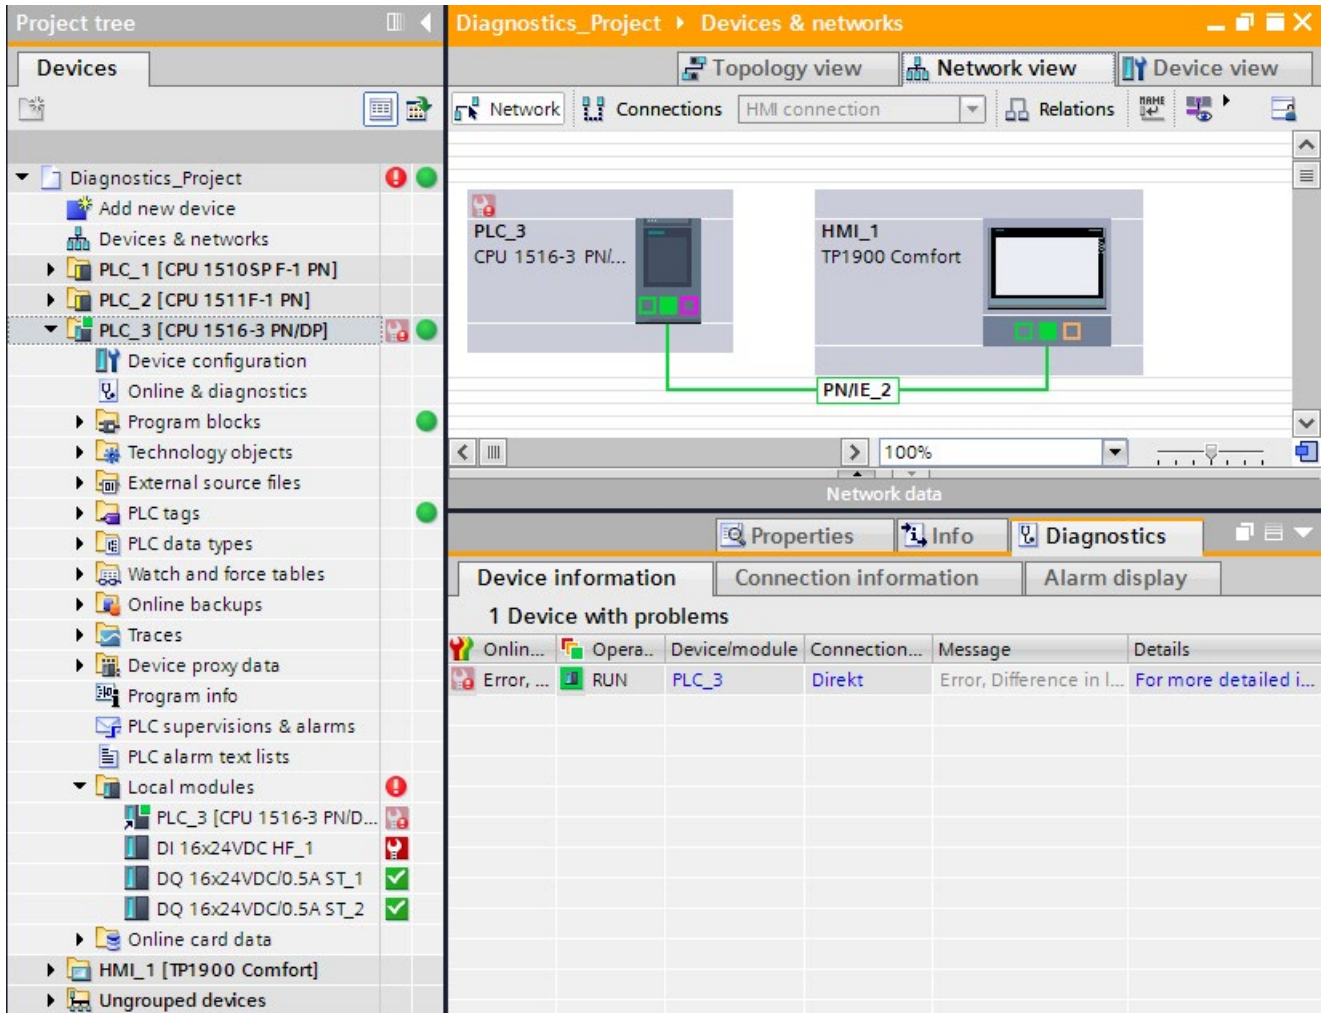 Project tree
Devices
Diagnostics_Project
Add new device
Devices & networks
PLC_1 [CPU 1510SP F-1 PN]
PLC_2 [CPU 1511F-1 PN]
PLC_3 [CPU 1516-3 PN/DP]
Device configuration
Online & diagnostics
Program blocks
Technology objects
External source files
PLC tags
PLC data types
Watch and force tables
Online backups
Traces
Device proxy data
Program info
PLC supervisions & alarms
PLC alarm text lists
Local modules
PLC_3 [CPU 1516-3 PN/D...
DI 16x24VDC HF_1
DQ 16x24VDC/0.5A ST_1
DQ 16x24VDC/0.5A ST_2
Online card data
HMI_1 [TP1900 Comfort]
Ungrouped devices
Diagnostics_Project Devices & networks
Topology view Network view Device view
Network Connections HMI connection Relations NAME
PLC_3
CPU 1516-3 PN/...
HMI_1
TP1900 Comfort
PN/IE_2
100%
Network data
Properties Info Diagnostics
Device information Connection information Alarm display
1 Device with problems
Onlin... Opera.. Device/module Connection... Message Details
Error, ... RUN PLC_3 Direkt Error, Difference in l... For more detailed i...